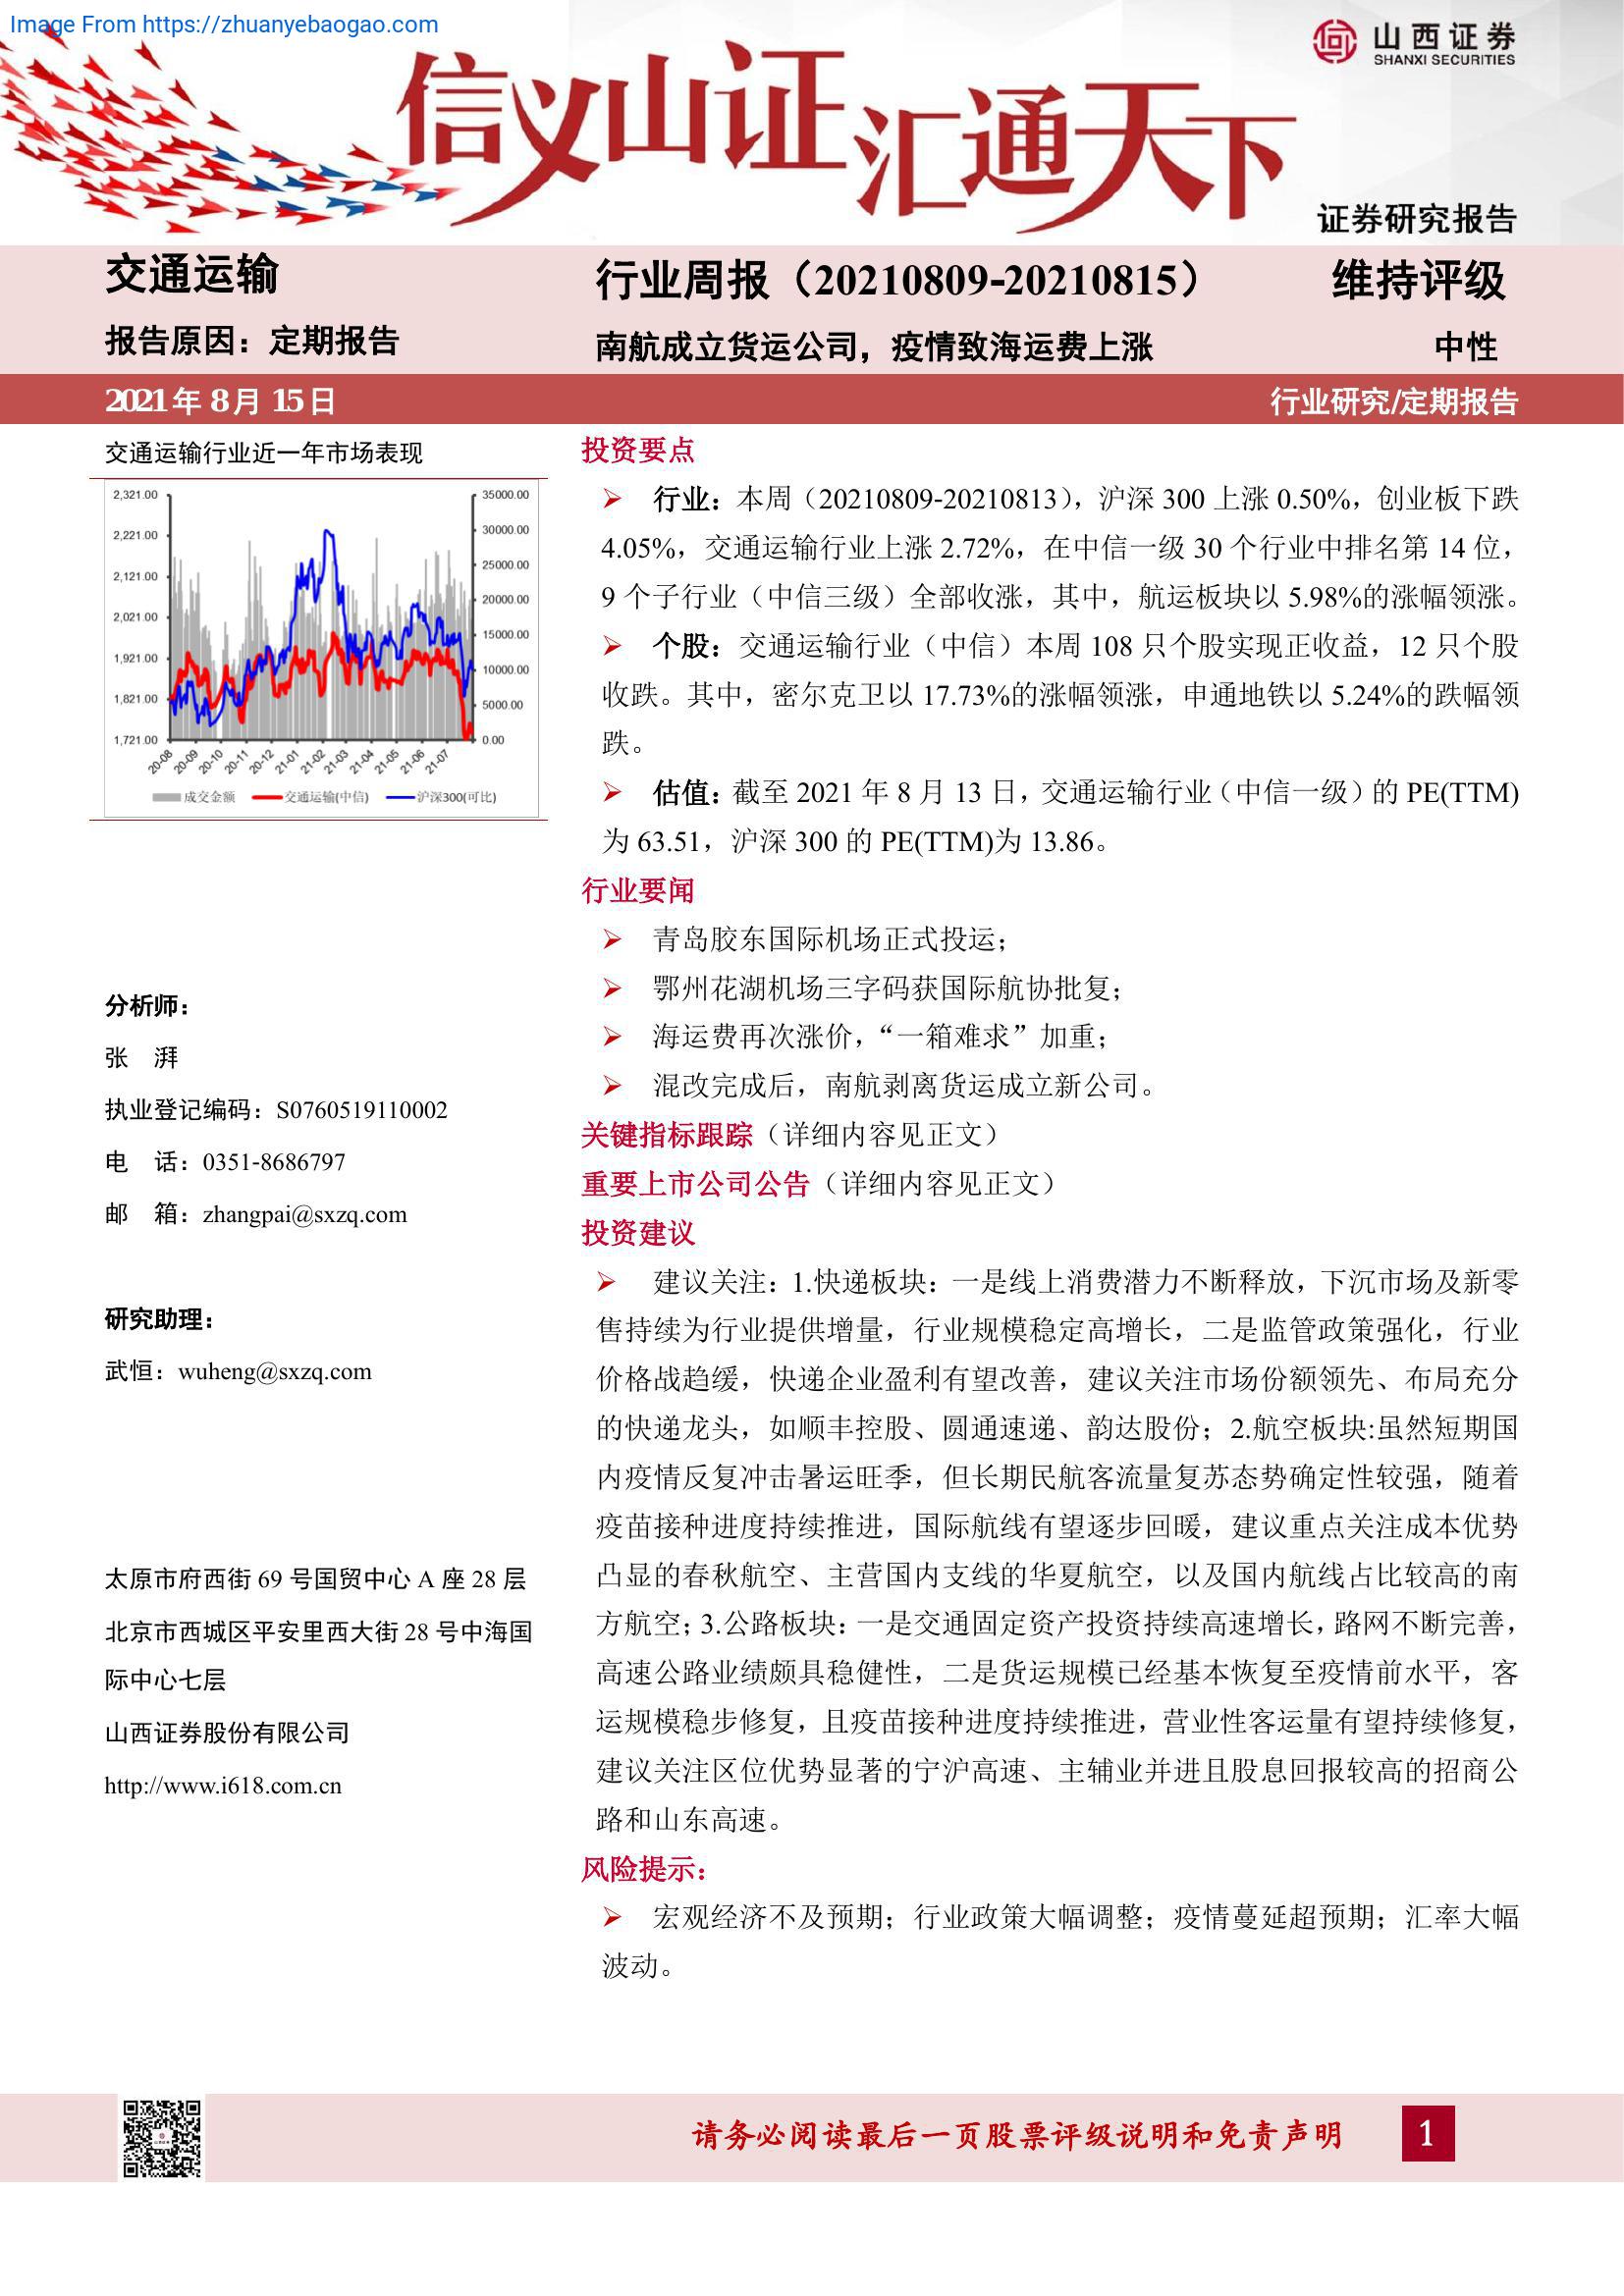 Image From https://zhuanyebaogao.com
山西证券
SHANXI SECURITIES
信义山证汇通天下
证券研究报告
交通运输
报告原因：定期报告
行业周报（20210809-20210815）
维持评级
南航成立货运公司，疫情致海运费上涨
中性
2021年8月15日
行业研究/定期报告
交通运输行业近一年市场表现
2,321.00
2,221.00
2,121.00
2,021.00
1,921.00
1,821.00
1,721.00
35000.00
30000.00
25000.00
20000.00
15000.00
10000.00
5000.00
0.00
20-08
20-09
20-10
20-11
20-12
21-01
21-02
21-03
21-04
21-05
21-06
21-07
成交金额 交通运输(中信) 沪深300(可比)
分析师：
张 湃
执业登记编码：S0760519110002
电 话：0351-8686797
邮 箱：zhangpai@sxzq.com
研究助理：
武恒：wuheng@sxzq.com
太原市府西街 69 号国贸中心 A 座 28 层
北京市西城区平安里西大街 28 号中海国
际中心七层
山西证券股份有限公司
http://www.i618.com.cn
投资要点
➢ 行业：本周（20210809-20210813），沪深 300 上涨 0.50%，创业板下跌
4.05%，交通运输行业上涨 2.72%，在中信一级 30 个行业中排名第 14 位，
9 个子行业（中信三级）全部收涨，其中，航运板块以 5.98%的涨幅领涨。
➢ 个股：交通运输行业（中信）本周 108 只个股实现正收益，12 只个股
收跌。其中，密尔克卫以 17.73%的涨幅领涨，申通地铁以 5.24%的跌幅领
跌。
➢ 估值：截至 2021 年 8 月 13 日，交通运输行业（中信一级）的 PE(TTM)
为 63.51，沪深 300 的 PE(TTM)为 13.86。
行业要闻
➢ 青岛胶东国际机场正式投运；
➢ 鄂州花湖机场三字码获国际航协批复；
➢ 海运费再次涨价，“一箱难求”加重；
➢ 混改完成后，南航剥离货运成立新公司。
关键指标跟踪（详细内容见正文）
重要上市公司公告（详细内容见正文）
投资建议
➢ 建议关注：1.快递板块：一是线上消费潜力不断释放，下沉市场及新零
售持续为行业提供增量，行业规模稳定高增长，二是监管政策强化，行业
价格战趋缓，快递企业盈利有望改善，建议关注市场份额领先、布局充分
的快递龙头，如顺丰控股、圆通速递、韵达股份；2.航空板块:虽然短期国
内疫情反复冲击暑运旺季，但长期民航客流量复苏态势确定性较强，随着
疫苗接种进度持续推进，国际航线有望逐步回暖，建议重点关注成本优势
凸显的春秋航空、主营国内支线的华夏航空，以及国内航线占比较高的南
方航空；3.公路板块：一是交通固定资产投资持续高速增长，路网不断完善，
高速公路业绩颇具稳健性，二是货运规模已经基本恢复至疫情前水平，客
运规模稳步修复，且疫苗接种进度持续推进，营业性客运量有望持续修复，
建议关注区位优势显著的宁沪高速、主辅业并进且股息回报较高的招商公
路和山东高速。
风险提示：
➢ 宏观经济不及预期；行业政策大幅调整；疫情蔓延超预期；汇率大幅
波动。
请务必阅读最后一页股票评级说明和免责声明
1